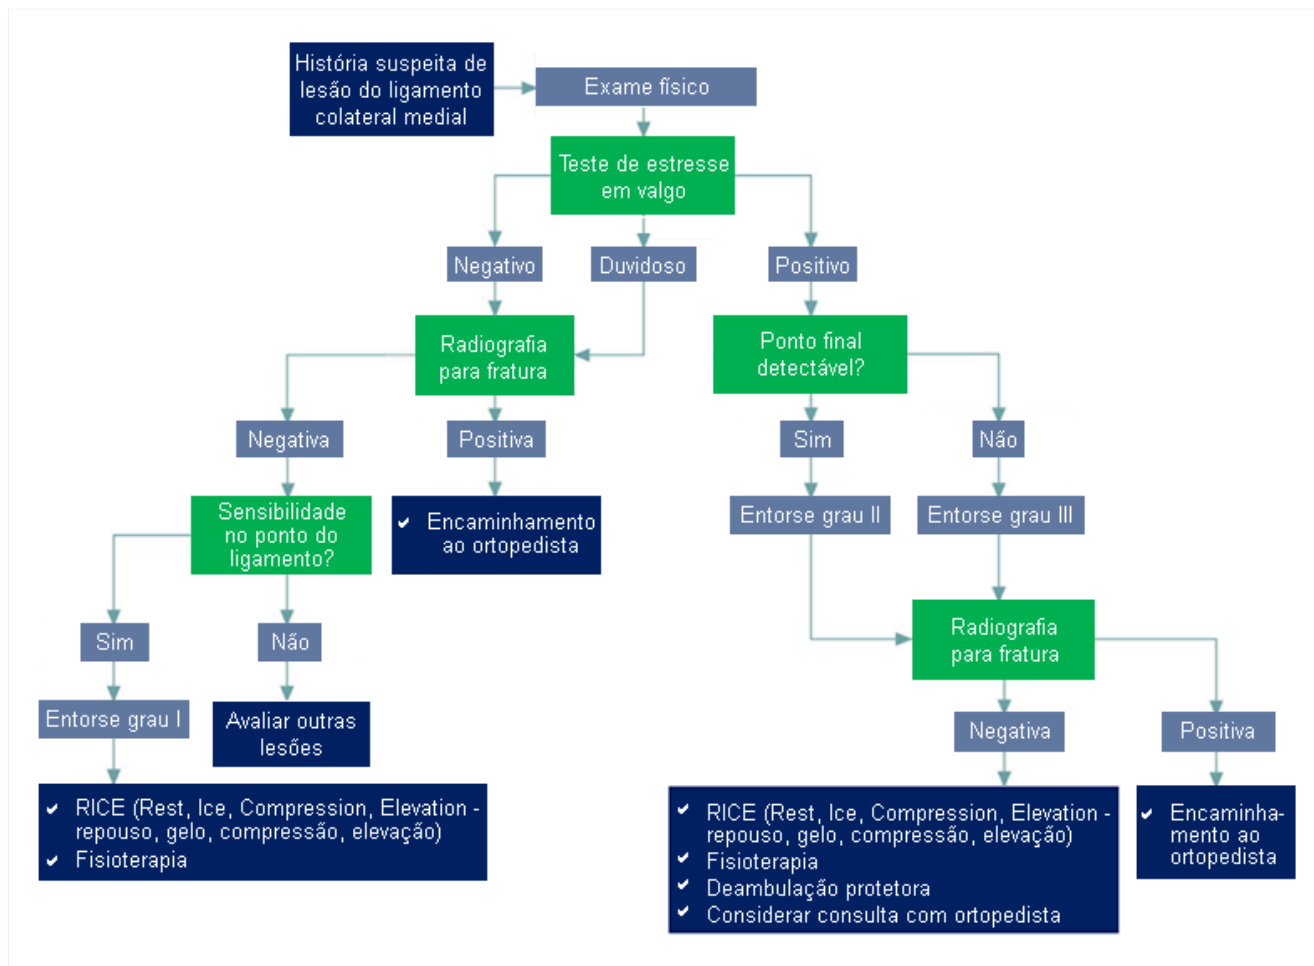 História suspeita de
lesão do ligamento
colateral medial
Exame físico
Teste de estresse
em valgo
Negativo
Duvidoso
Positivo
Radiografia
para fratura
Ponto final
detectável?
Negativa
Positiva
Sim
Não
Sensibilidade
no ponto do
ligamento?
✓ Encaminhamento
ao ortopedista
Entorse grau II
Entorse grau III
Sim
Não
Radiografia
para fratura
Entorse grau I
Avaliar outras
lesões
Negativa
Positiva
✓ RICE (Rest, Ice, Compression, Elevation -
repouso, gelo, compressão, elevação)
✓ Fisioterapia
✓ RICE (Rest, Ice, Compression, Elevation -
repouso, gelo, compressão, elevação)
✓ Fisioterapia
✓ Deambulação protetora
✓ Considerar consulta com ortopedista
✓ Encaminha-
mento ao
ortopedista